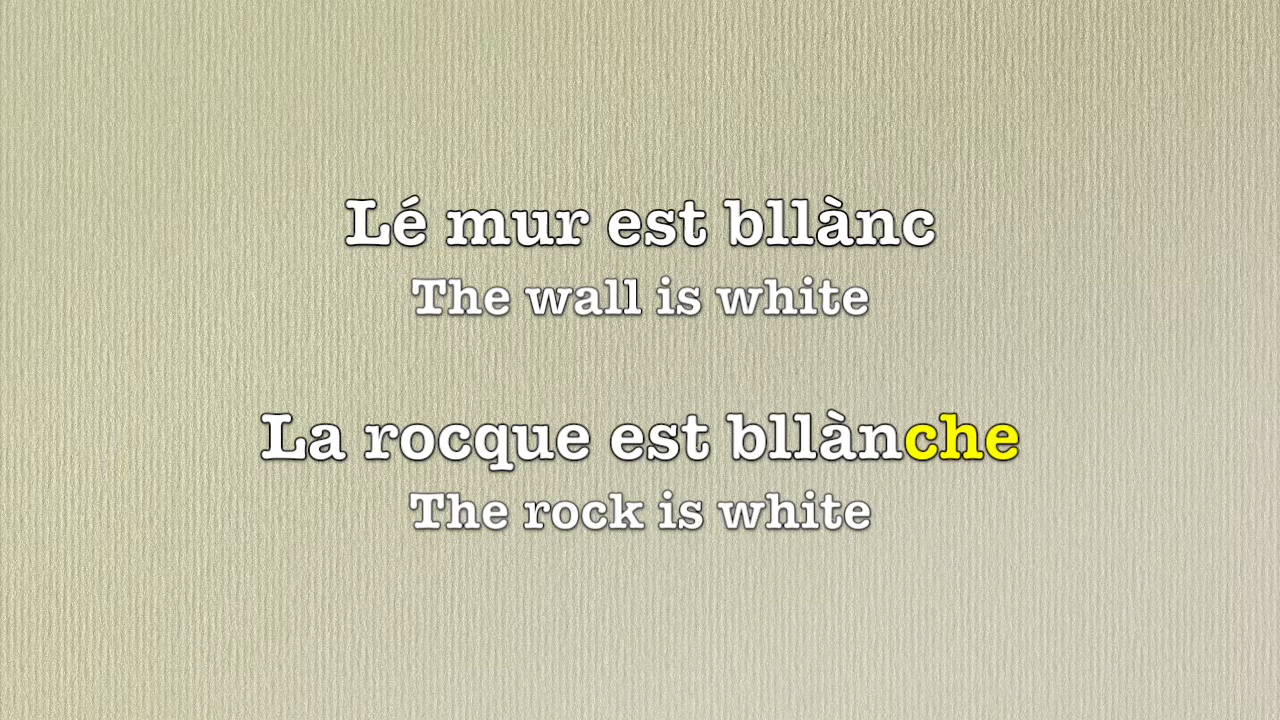 Lé mur est bllànc
The wall is white
La rocque est bllànche
The rock is white